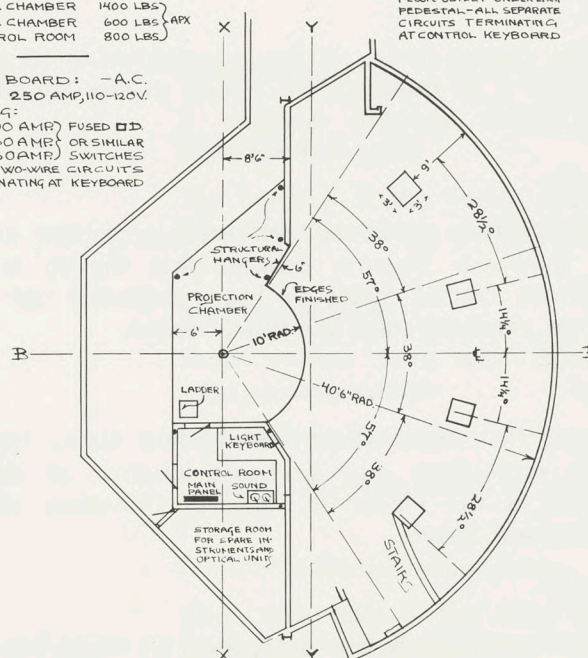 CHAMBER 1400 LBS
CHAMBER 600 LBS APX
ROL ROOM 800 LBS
BOARD: -A.C.
250 AMP, 110-120V.
G:
0 AMP. FUSED □D.
0 AMP. OR SIMILAR
0 AMP. SWITCHES
TWO-WIRE CIRCUITS
NATING AT KEYBOARD
PEDESTAL-ALL SEPARATE
CIRCUITS TERMINATING
AT CONTROL KEYBOARD
X
Y
8'6"
6'
3'
3'
28½°
38°
STRUCTURAL
HANGERS
6"
57°
EDGES
FINISHED
PROJECTION
CHAMBER
14¼°
6'
10' RAD
B
38°
℄
40'6" RAD.
14¼°
LADDER
57°
LIGHT
KEYBOARD
38°
CONTROL ROOM
MAIN
PANEL
SOUND
28½°
STORAGE ROOM
FOR SPARE IN-
STRUMENTS AND
OPTICAL UNIT
STAIRS
X
Y